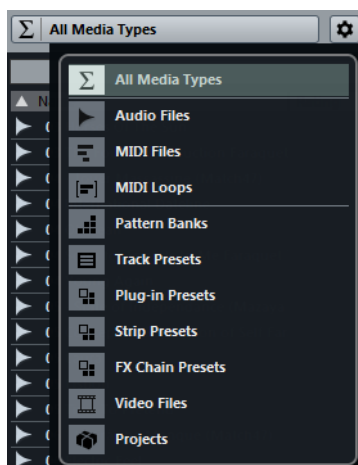 Σ All Media Types
N
Σ All Media Types
Audio Files
MIDI Files
MIDI Loops
Pattern Banks
Track Presets
Plug-in Presets
Strip Presets
FX Chain Presets
Video Files
Projects